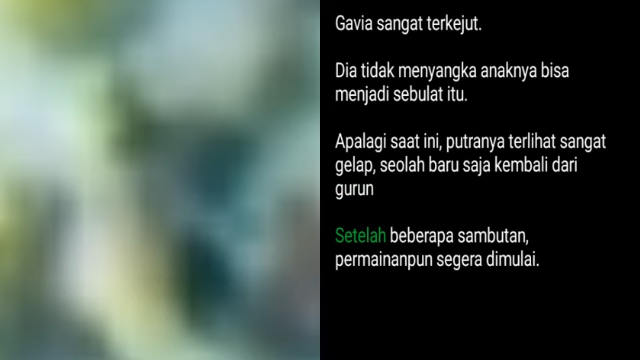 Gavia sangat terkejut.
Dia tidak menyangka anaknya bisa
menjadi sebulat itu.
Apalagi saat ini, putranya terlihat sangat
gelap, seolah baru saja kembali dari
gurun
Setelah beberapa sambutan,
permainanpun segera dimulai.